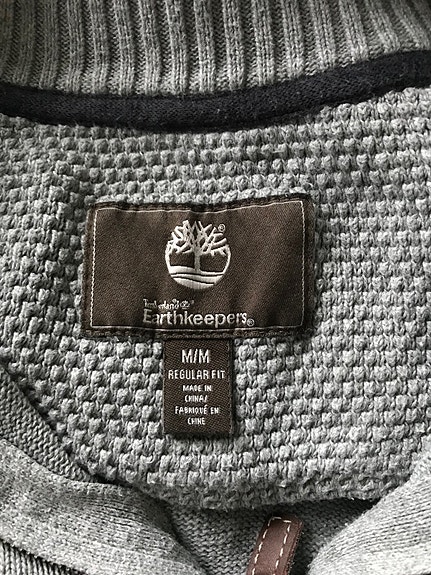 Timberland®
Earthkeepers®
M/M
REGULAR FIT
MADE IN
CHINA/
FABRIQUÉ EN
CHINE